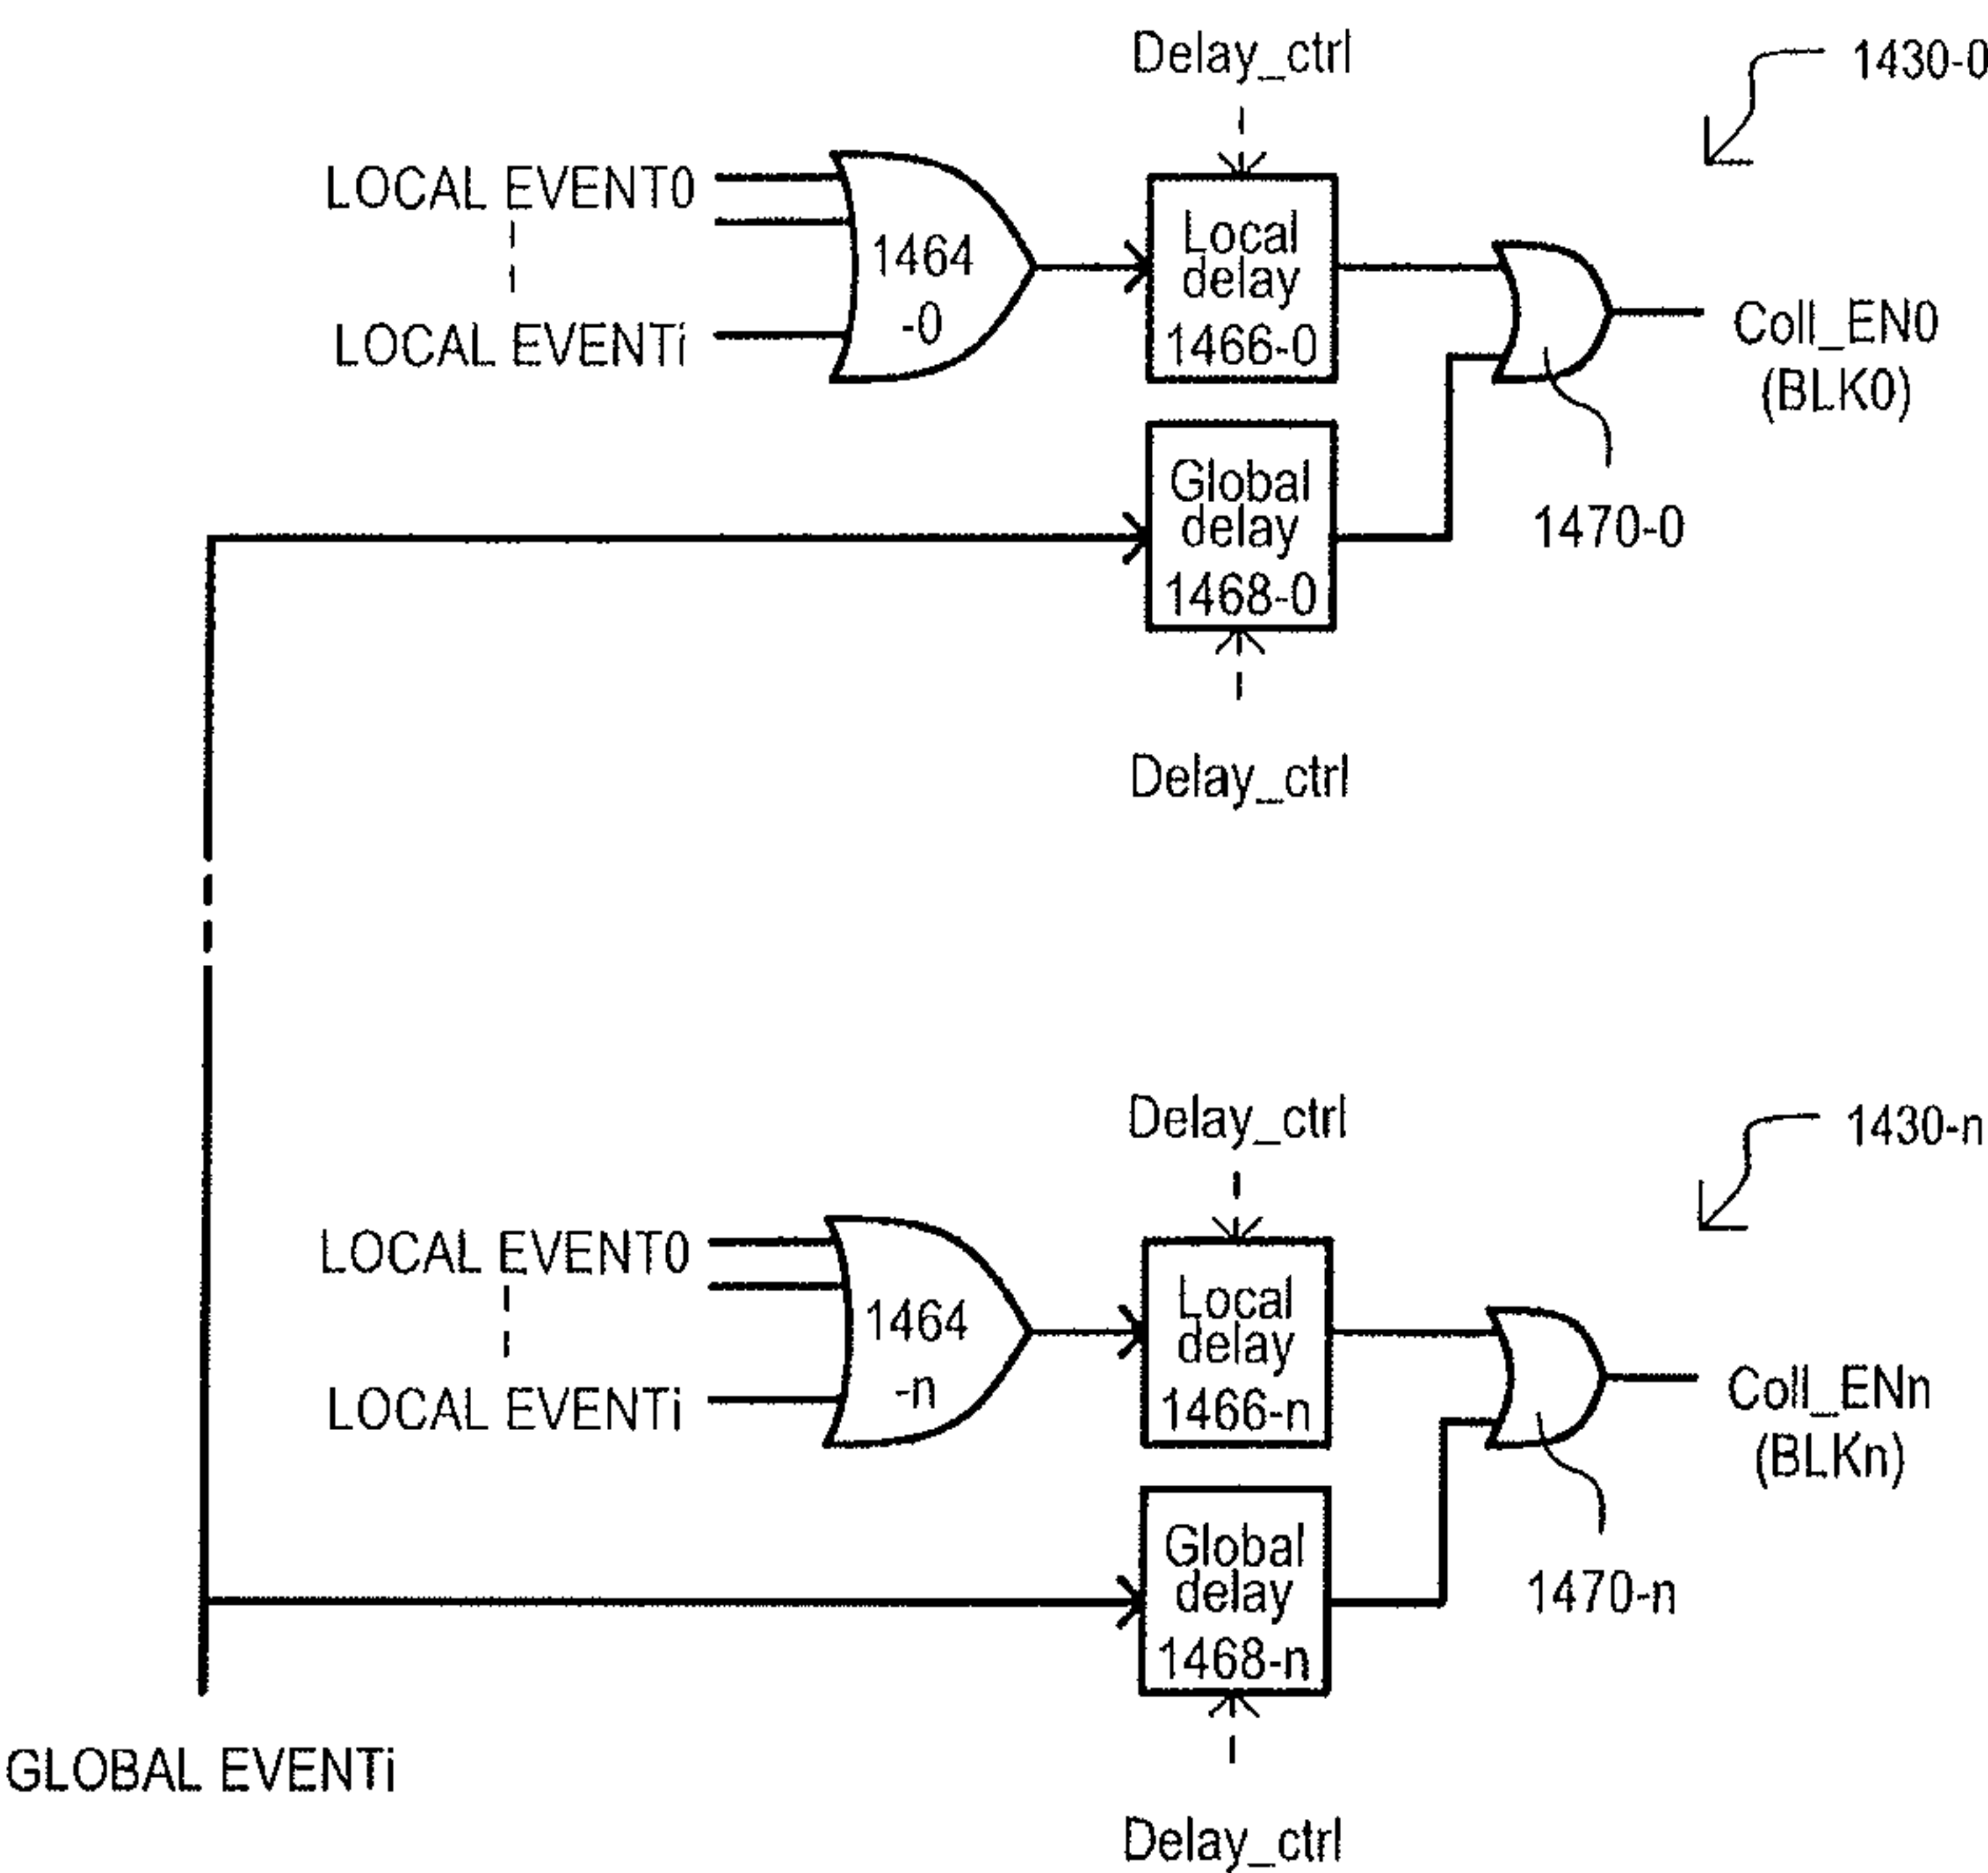 Delay_ctrl
1430-0
LOCAL EVENT0
1464
-0
LOCAL EVENTi
Local
delay
1466-0
Coll_EN0
(BLK0)
Global
delay
1468-0
1470-0
Delay_ctrl
Delay_ctrl
1430-n
LOCAL EVENT0
1464
-n
LOCAL EVENTi
Local
delay
1466-n
Coll_ENn
(BLKn)
Global
delay
1468-n
1470-n
GLOBAL EVENTi
Delay_ctrl